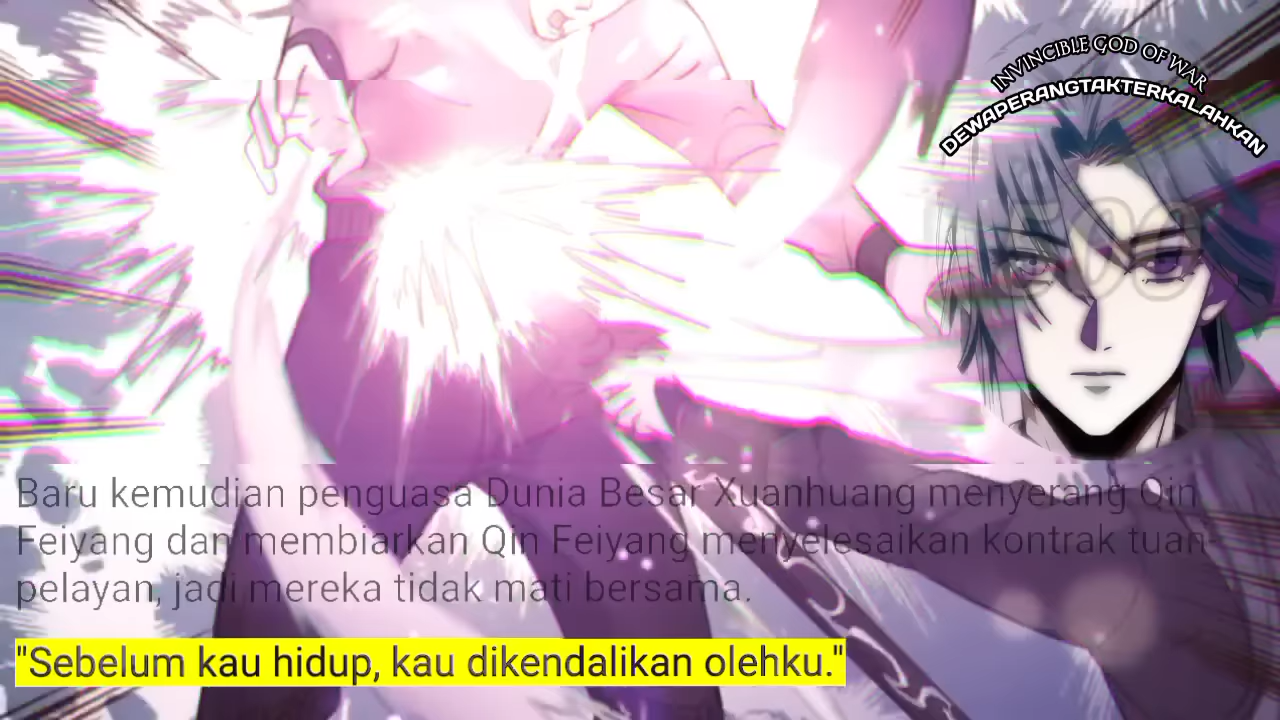 INVINCIBLE GOD OF WAR
DEWAPERANGTAKTERKALAHKAN
Baru kemudian penguasa Dunia Besar Xuanhuang menyerang Qin
Feiyang dan membiarkan Qin Feiyang menyelesaikan kontrak tuan-
pelayan, jadi mereka tidak mati bersama.
"Sebelum kau hidup, kau dikendalikan olehku."